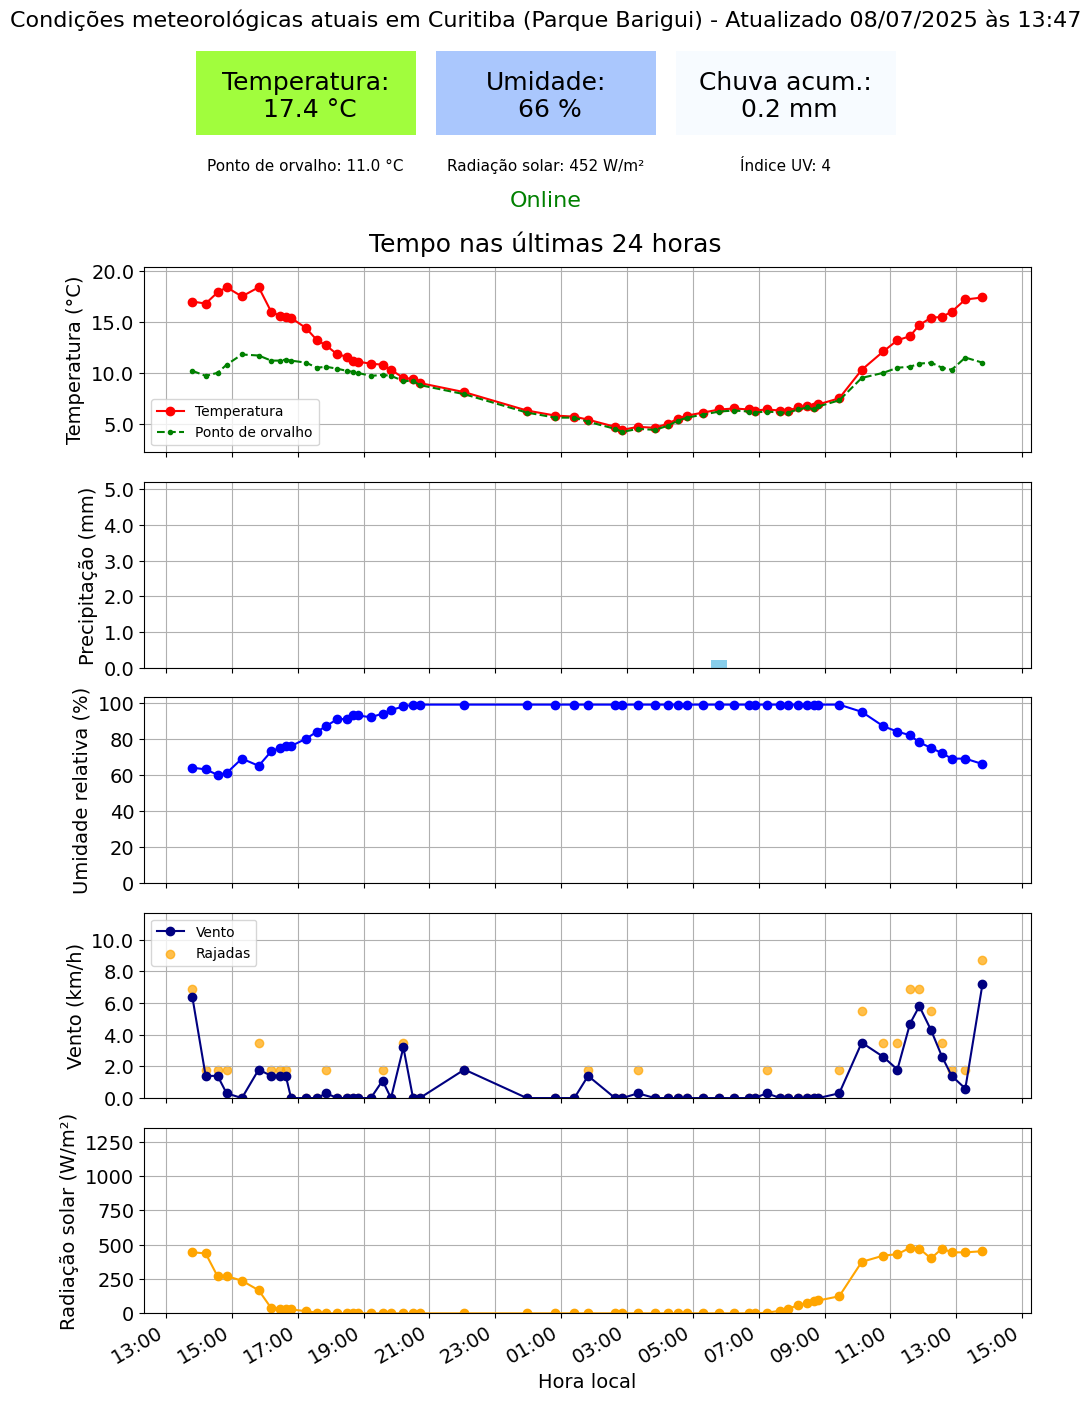 Condições meteorológicas atuais em Curitiba (Parque Barigui) - Atualizado 08/07/2025 às 13:47
Temperatura:
17.4 °C
Umidade:
66 %
Chuva acum.:
0.2 mm
Ponto de orvalho: 11.0 °C
Radiação solar: 452 W/m²
Índice UV: 4
Online
Tempo nas últimas 24 horas
Temperatura (°C)
20.0
15.0
10.0
5.0
Temperatura
Ponto de orvalho
Precipitação (mm)
5.0
4.0
3.0
2.0
1.0
0.0
Umidade relativa (%)
100
80
60
40
20
0
Vento (km/h)
10.0
8.0
6.0
4.0
2.0
0.0
Vento
Rajadas
Radiação solar (W/m²)
1250
1000
750
500
250
0
13:00
15:00
17:00
19:00
21:00
23:00
01:00
03:00
05:00
07:00
09:00
11:00
13:00
15:00
Hora local